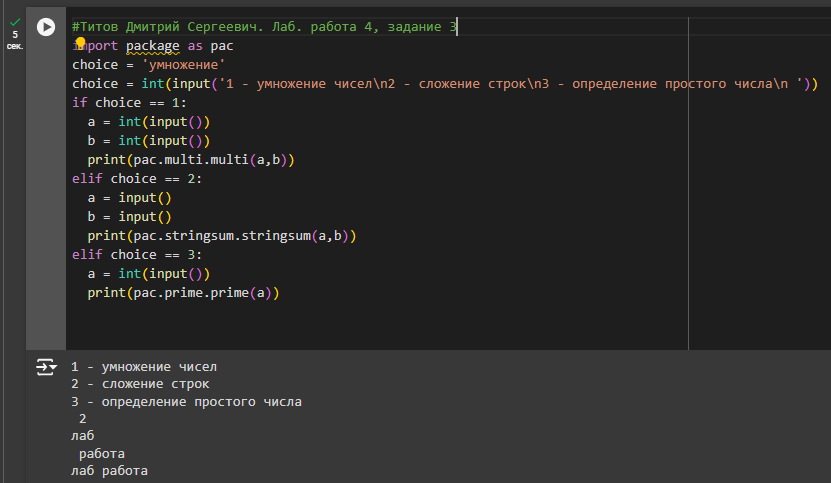 5
сек.
#Титов Дмитрий Сергеевич. Лаб. работа 4, задание 3
import package as pac
choice = 'умножение'
choice = int(input('1 - умножение чисел\n2 - сложение строк\n3 - определение простого числа\n '))
if choice == 1:
  a = int(input())
  b = int(input())
  print(pac.multi.multi(a,b))
elif choice == 2:
  a = input()
  b = input()
  print(pac.stringsum.stringsum(a,b))
elif choice == 3:
  a = int(input())
  print(pac.prime.prime(a))
1 - умножение чисел
2 - сложение строк
3 - определение простого числа
 2
лаб
 работа
лаб работа